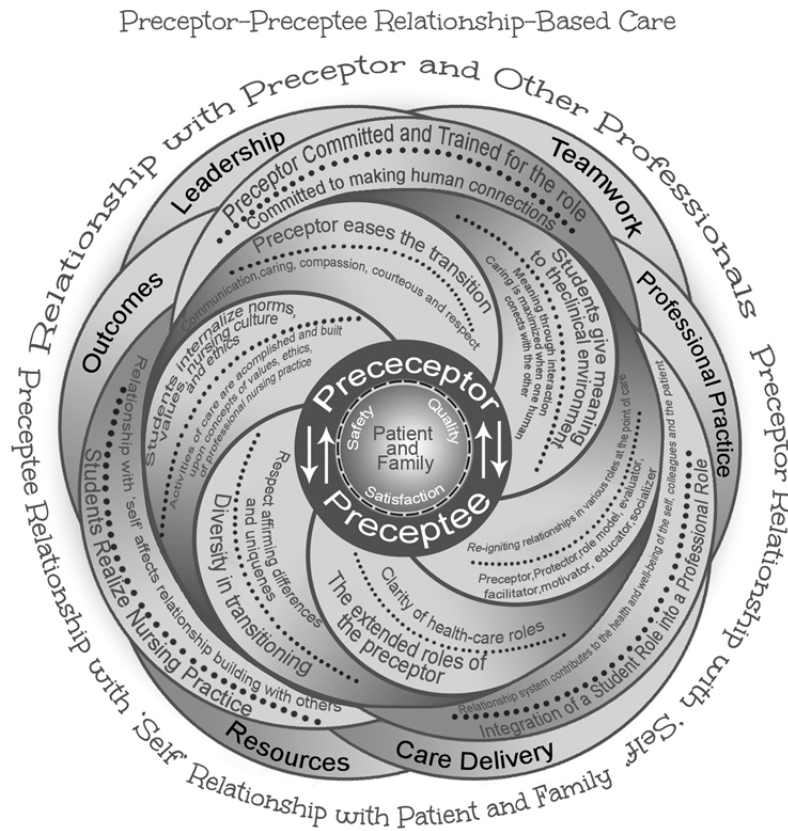 Preceptor-Preceptee Relationship-Based Care
Relationship with Preceptor and Other Professionals
Preceptor Relationship with 'Self'
Relationship with Patient and Family
Preceptee Relationship with 'Self'
Leadership
Teamwork
Professional Practice
Care Delivery
Resources
Outcomes
Preceptor Committed and Trained for the role
Committed to making human connections
Preceptor eases the transition
Communication,caring, compassion, courteous and respect
Students give meaning
to theclinical environment
Meaning through interaction
Caring is maximized when one human
conects with the other
Re-igniting relationships in various roles at the point of care
Preceptor,Protector,role model, evaluator,
facilitator,motivator, educator,socializer
Relationship system contributes to the health and well-being of the self, colleagues and the patient
Integration of a Student Role into a Professional Role
Clarity of health-care roles
The extended roles of
the preceptor
Respect affirming differences
and uniqueries
Diversity in transitioning
Relationship with 'self' affects relationship building with others
Students Realize Nursing Practice
Students internalize norms,
values, nursing culture
and ethics
Activities of care are acomplished and built
upon concepts of values, ethics,
of professional nursing practice
Prececeptor
Safety
Quality
Patient
and
Family
Satisfaction
Preceptee